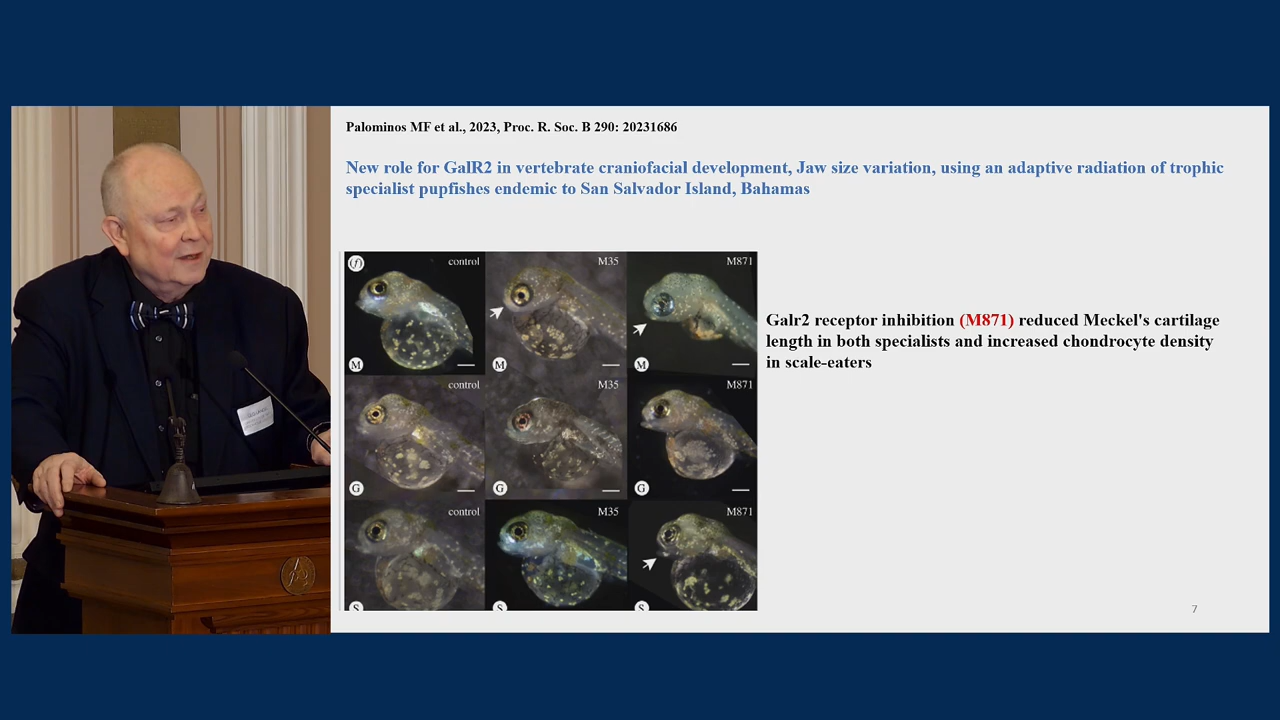 Palominos MF et al., 2023, Proc. R. Soc. B 290: 20231686
New role for GalR2 in vertebrate craniofacial development, Jaw size variation, using an adaptive radiation of trophic
specialist pupfishes endemic to San Salvador Island, Bahamas
(f) control M35 M871
M M M
control M35 M871
G G G
control M35 M871
S S S
Galr2 receptor inhibition (M871) reduced Meckel's cartilage
length in both specialists and increased chondrocyte density
in scale-eaters
7